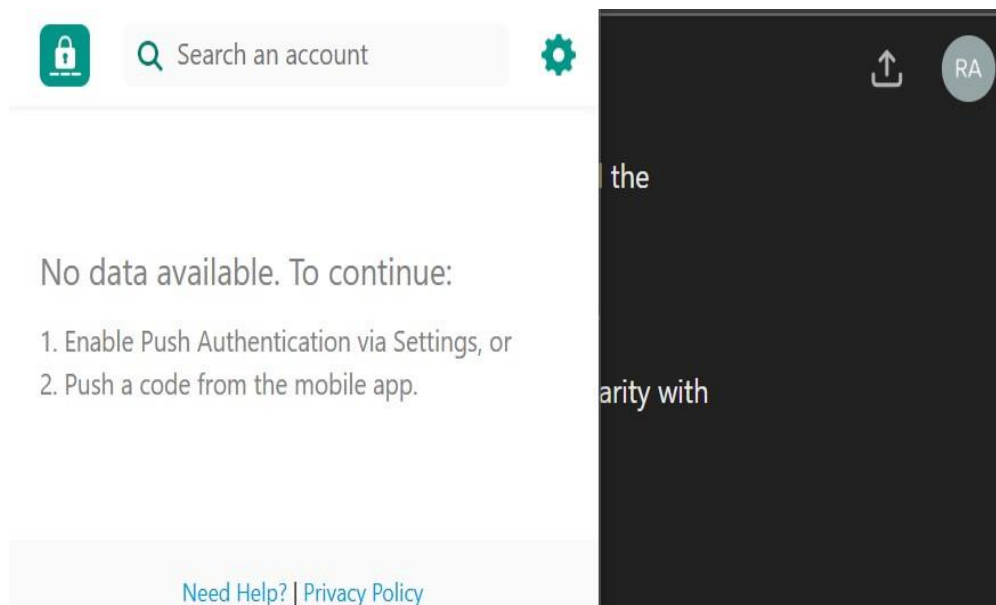 Search an account
RA
the
No data available. To continue:
1. Enable Push Authentication via Settings, or
2. Push a code from the mobile app.
arity with
Need Help? | Privacy Policy